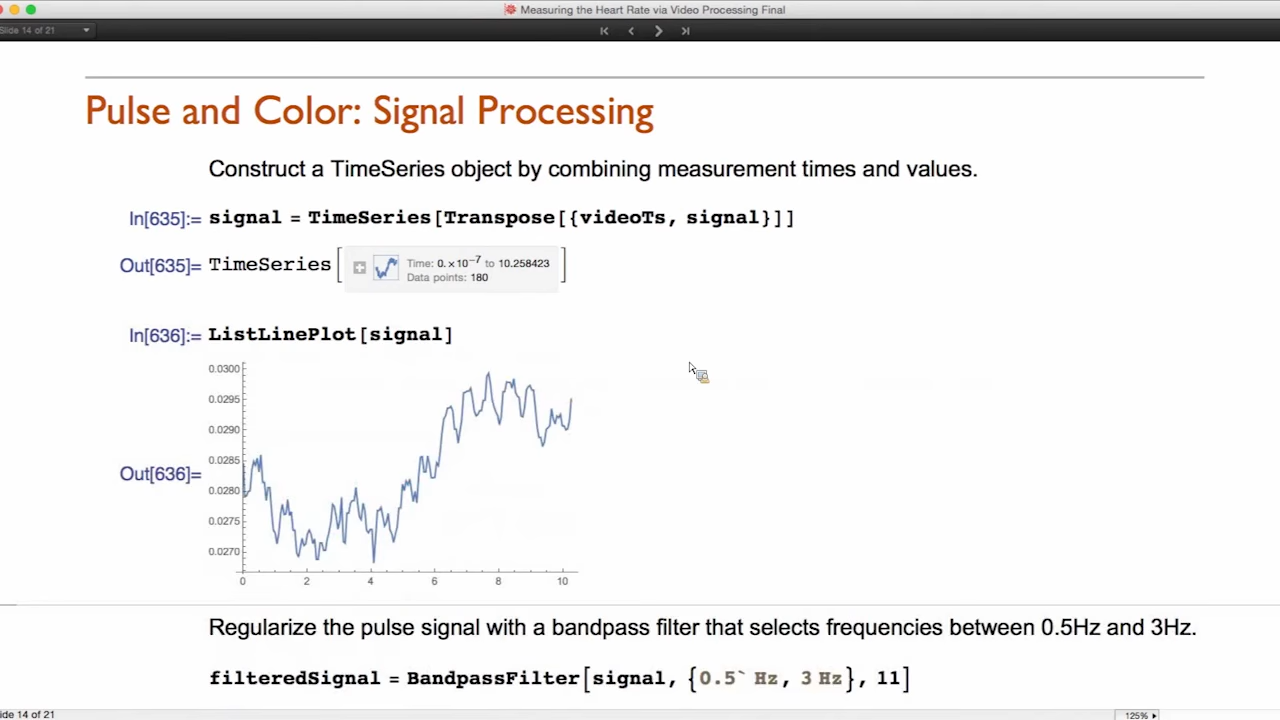 Measuring the Heart Rate via Video Processing Final
Slide 14 of 21
Pulse and Color: Signal Processing
Construct a TimeSeries object by combining measurement times and values.
In[635]:= signal = TimeSeries[Transpose[{videoTs, signal}]]
Out[635]= TimeSeries[ Time: 0.×10⁻⁷ to 10.258423
Data points: 180 ]
In[636]:= ListLinePlot[signal]
0.0300
0.0295
0.0290
0.0285
Out[636]=
0.0280
0.0275
0.0270
0 2 4 6 8 10
Regularize the pulse signal with a bandpass filter that selects frequencies between 0.5Hz and 3Hz.
filteredSignal = BandpassFilter[signal, {0.5` Hz, 3 Hz}, 11]
Slide 14 of 21
125%